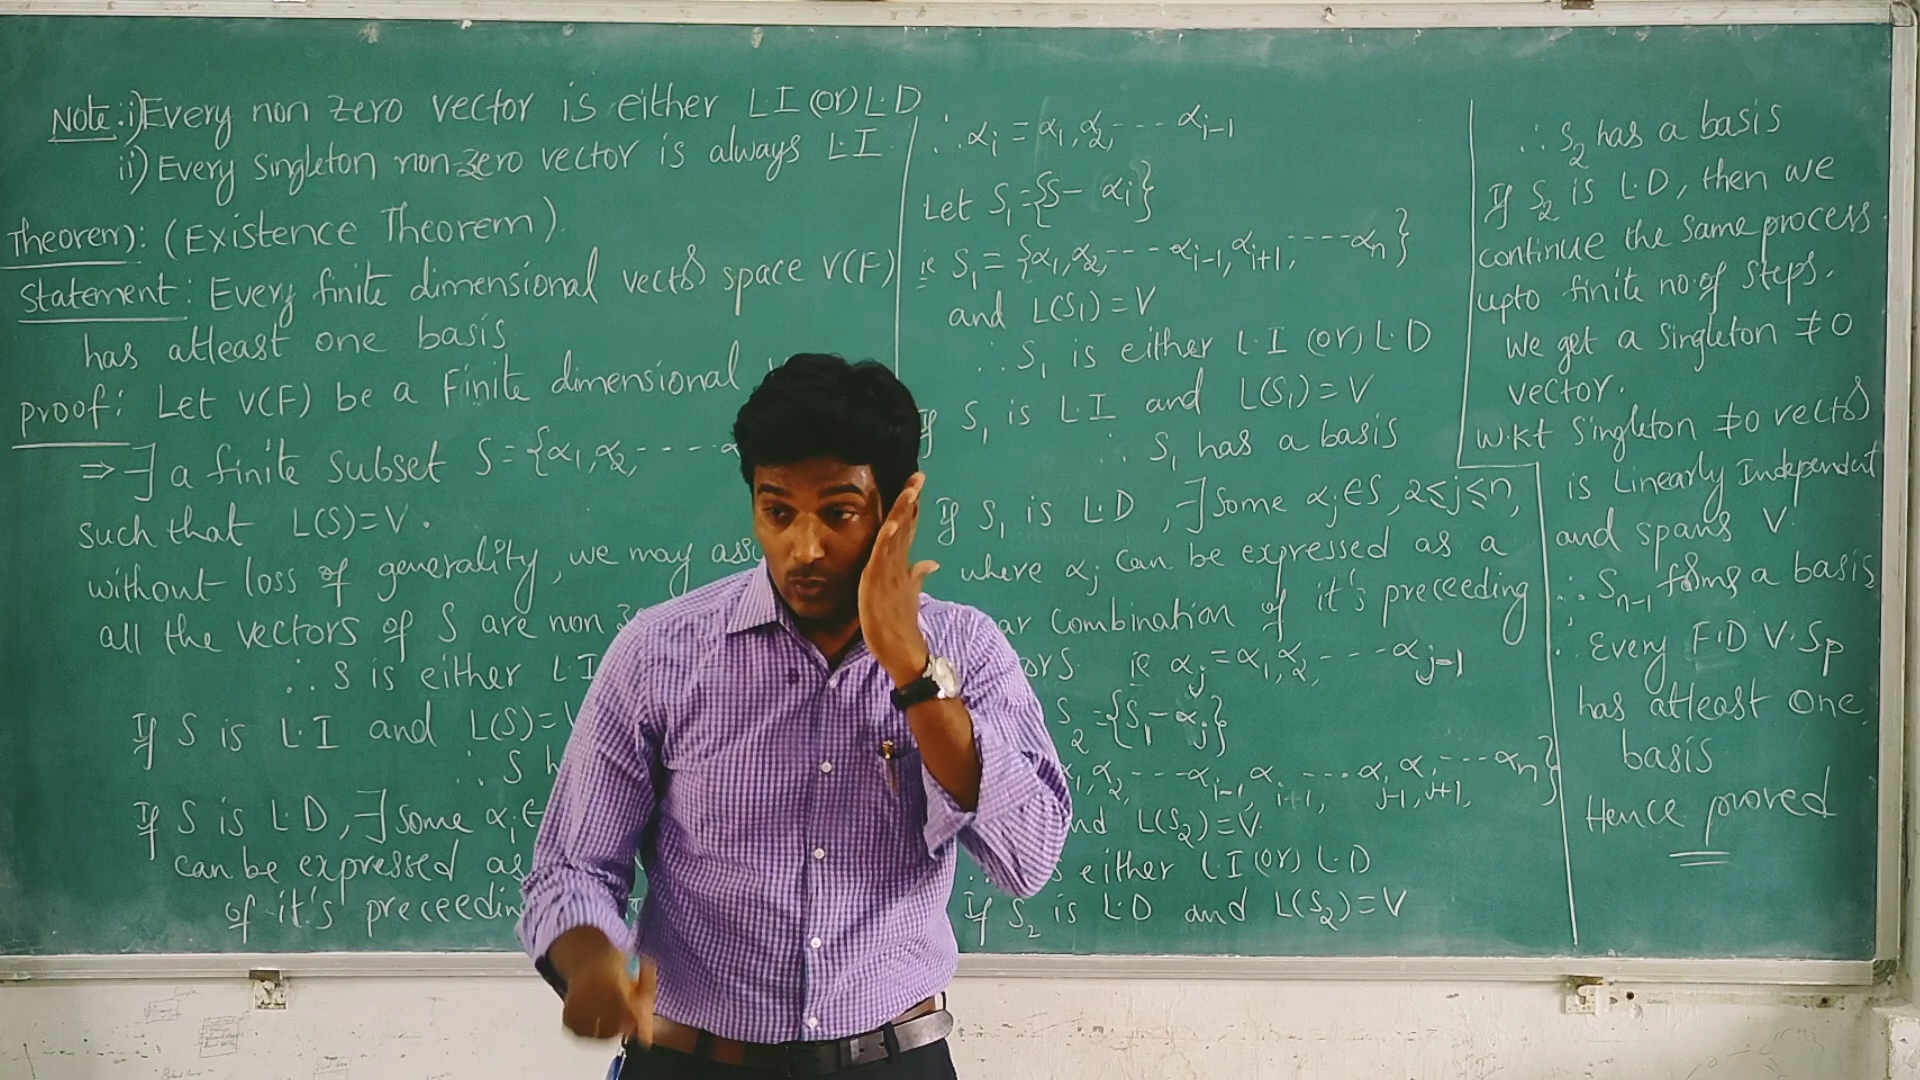 Note: i) Every non zero vector is either L.I (or) L.D
ii) Every singleton non-zero vector is always L.I
Theorem: (Existence Theorem).
Statement: Every finite dimensional vector space V(F)
has atleast one basis
proof: Let V(F) be a Finite dimensional
⇒ ∃ a finite subset S={α₁,α₂,----
such that L(S)=V.
without loss of generality, we may
all the vectors of S are non
∴ S is either L.I
If S is L.I and L(S)=
∴ S
If S is L.D, ∃ some αᵢ∈
can be expressed as
of it's preceeding
∴ αᵢ = α₁,α₂,---- αᵢ₋₁
Let S₁={S- αᵢ}
ie S₁={α₁,α₂,----αᵢ₋₁,αᵢ₊₁,----αₙ}
and L(S₁)=V
∴ S₁ is either L.I (or) L.D
If S₁ is L.I and L(S₁)=V
∴ S₁ has a basis
If S₁ is L.D, ∃ some αⱼ∈S, 2≤j≤n,
where αⱼ can be expressed as a
combination of it's preceeding
ie αⱼ=α₁,α₂,----αⱼ₋₁
S₂={S₁-αⱼ}
α₂----αᵢ₋₁,αᵢ₊₁,----αⱼ₋₁,αⱼ₊₁,----αₙ}
L(S₂)=V.
either L.I (or) L.D
If S₂ is L.D and L(S₂)=V
∴ S₂ has a basis
If S₂ is L.D, then we
continue the same process
upto finite no.of steps.
we get a singleton ≠0
vector.
W.K.t singleton ≠0 vector
is Linearly Independent
and spans V.
∴ Sₙ₋₁ forms a basis
∴ Every F.D V.Sp
has atleast one
basis
Hence proved